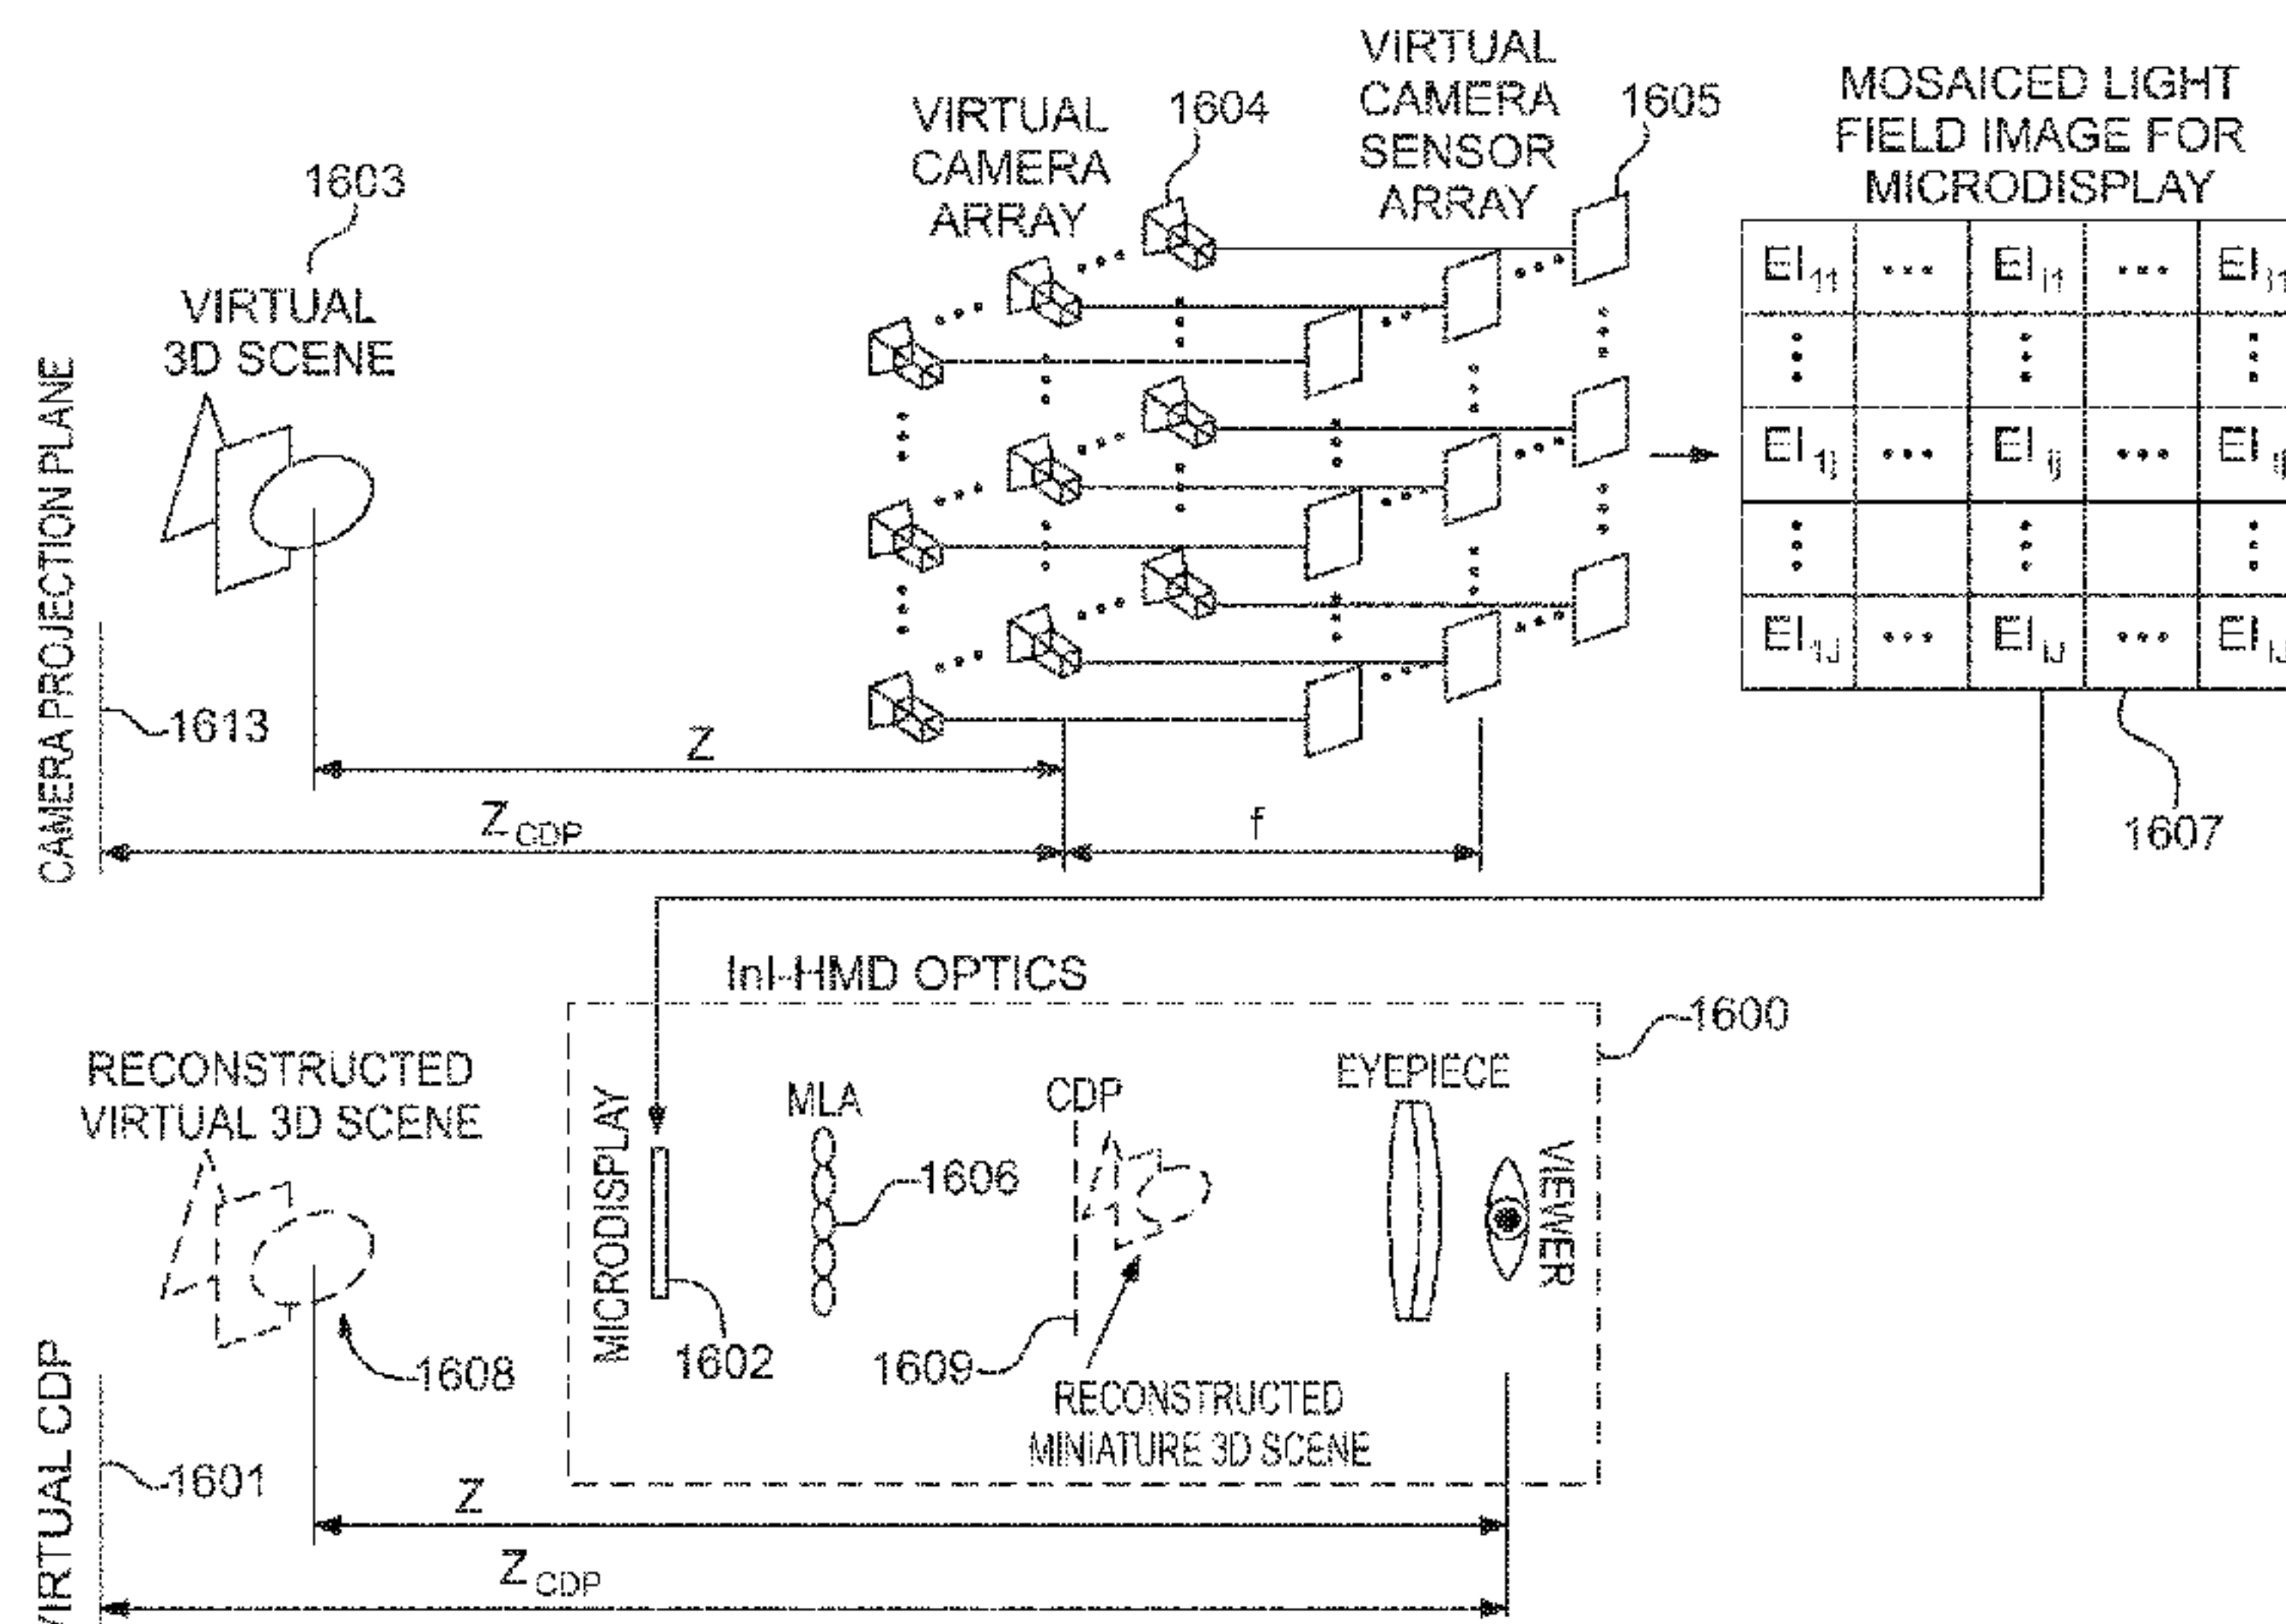 VIRTUAL
CAMERA
ARRAY
1604
VIRTUAL
CAMERA
SENSOR
ARRAY
1605
MOSAICED LIGHT
FIELD IMAGE FOR
MICRODISPLAY
1603
VIRTUAL
3D SCENE
CAMERA PROJECTION PLANE
1613
EI11 ... EIi1 ...
EI1j ... EIij ...
EI1J ... EIiJ ... EIIJ
Z
ZCDP
f
1607
InI-HMD OPTICS
1600
RECONSTRUCTED
VIRTUAL 3D SCENE
1608
MICRODISPLAY
1602
MLA
1606
CDP
1609
RECONSTRUCTED
MINIATURE 3D SCENE
EYEPIECE
VIEWER
VIRTUAL CDP
1601
Z
ZCDP